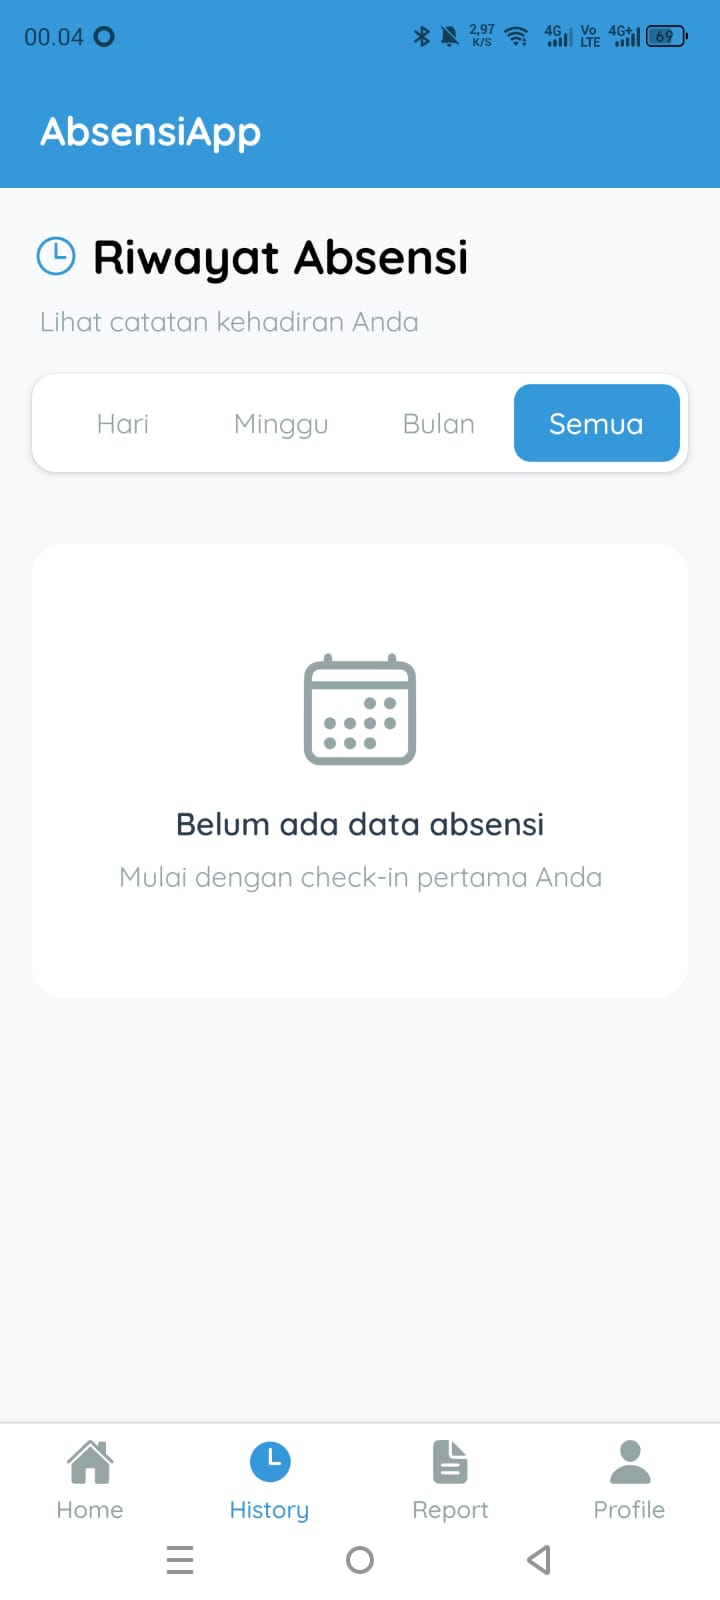 00.04
2,97
K/S
4G
Vo
LTE
4G+
69
AbsensiApp
Riwayat Absensi
Lihat catatan kehadiran Anda
Hari Minggu Bulan Semua
Belum ada data absensi
Mulai dengan check-in pertama Anda
Home History Report Profile